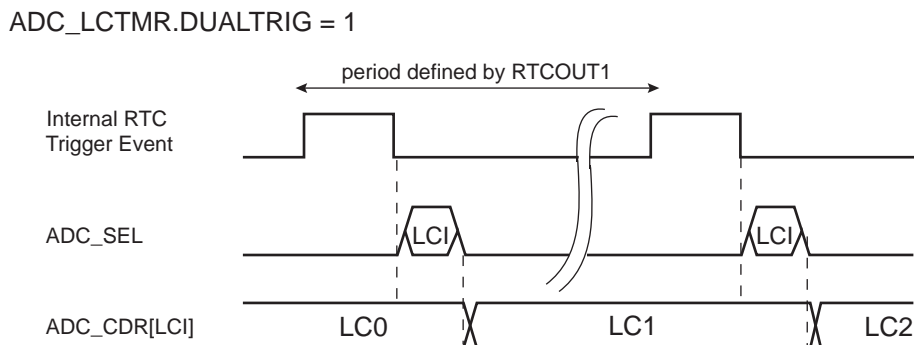 ADC_LCTMR.DUALTRIG = 1
period defined by RTCOUT1
Internal RTC
Trigger Event
ADC_SEL
LCI
LCI
ADC_CDR[LCI]
LC0
LC1
LC2